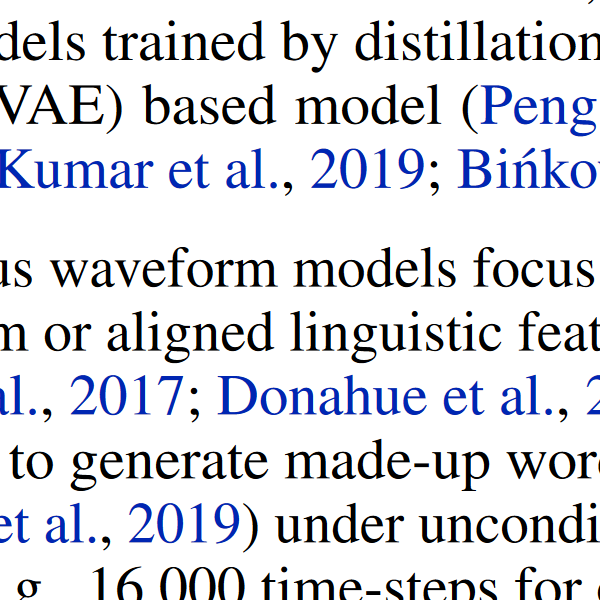 dels trained by distillation
VAE) based model (Peng
Kumar et al., 2019; Bińko
us waveform models focus
m or aligned linguistic feat
al., 2017; Donahue et al., 2
to generate made-up wor
et al., 2019) under uncondi
g., 16,000 time-steps for